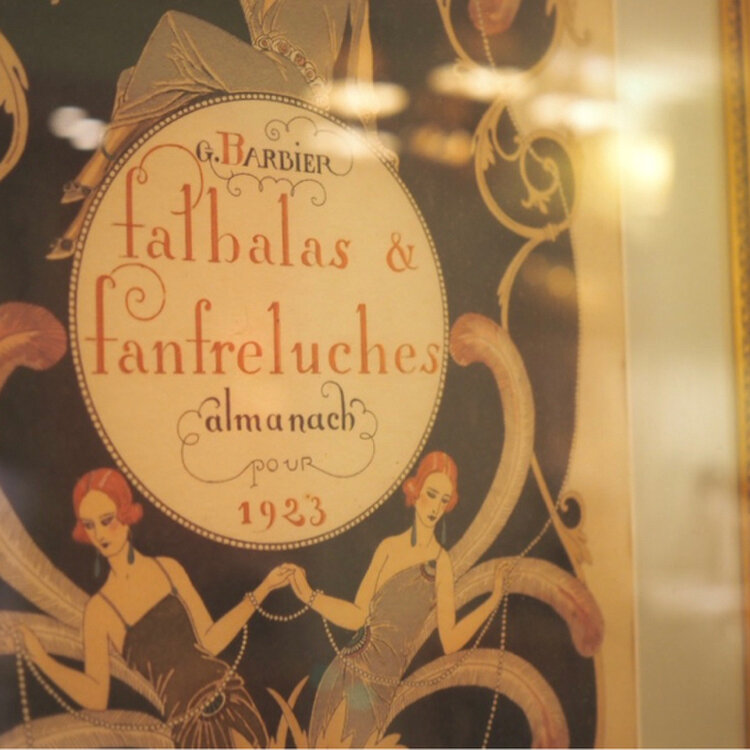 G. BARBIER
falbalas &
fanfreluches
almanach
pour
1923